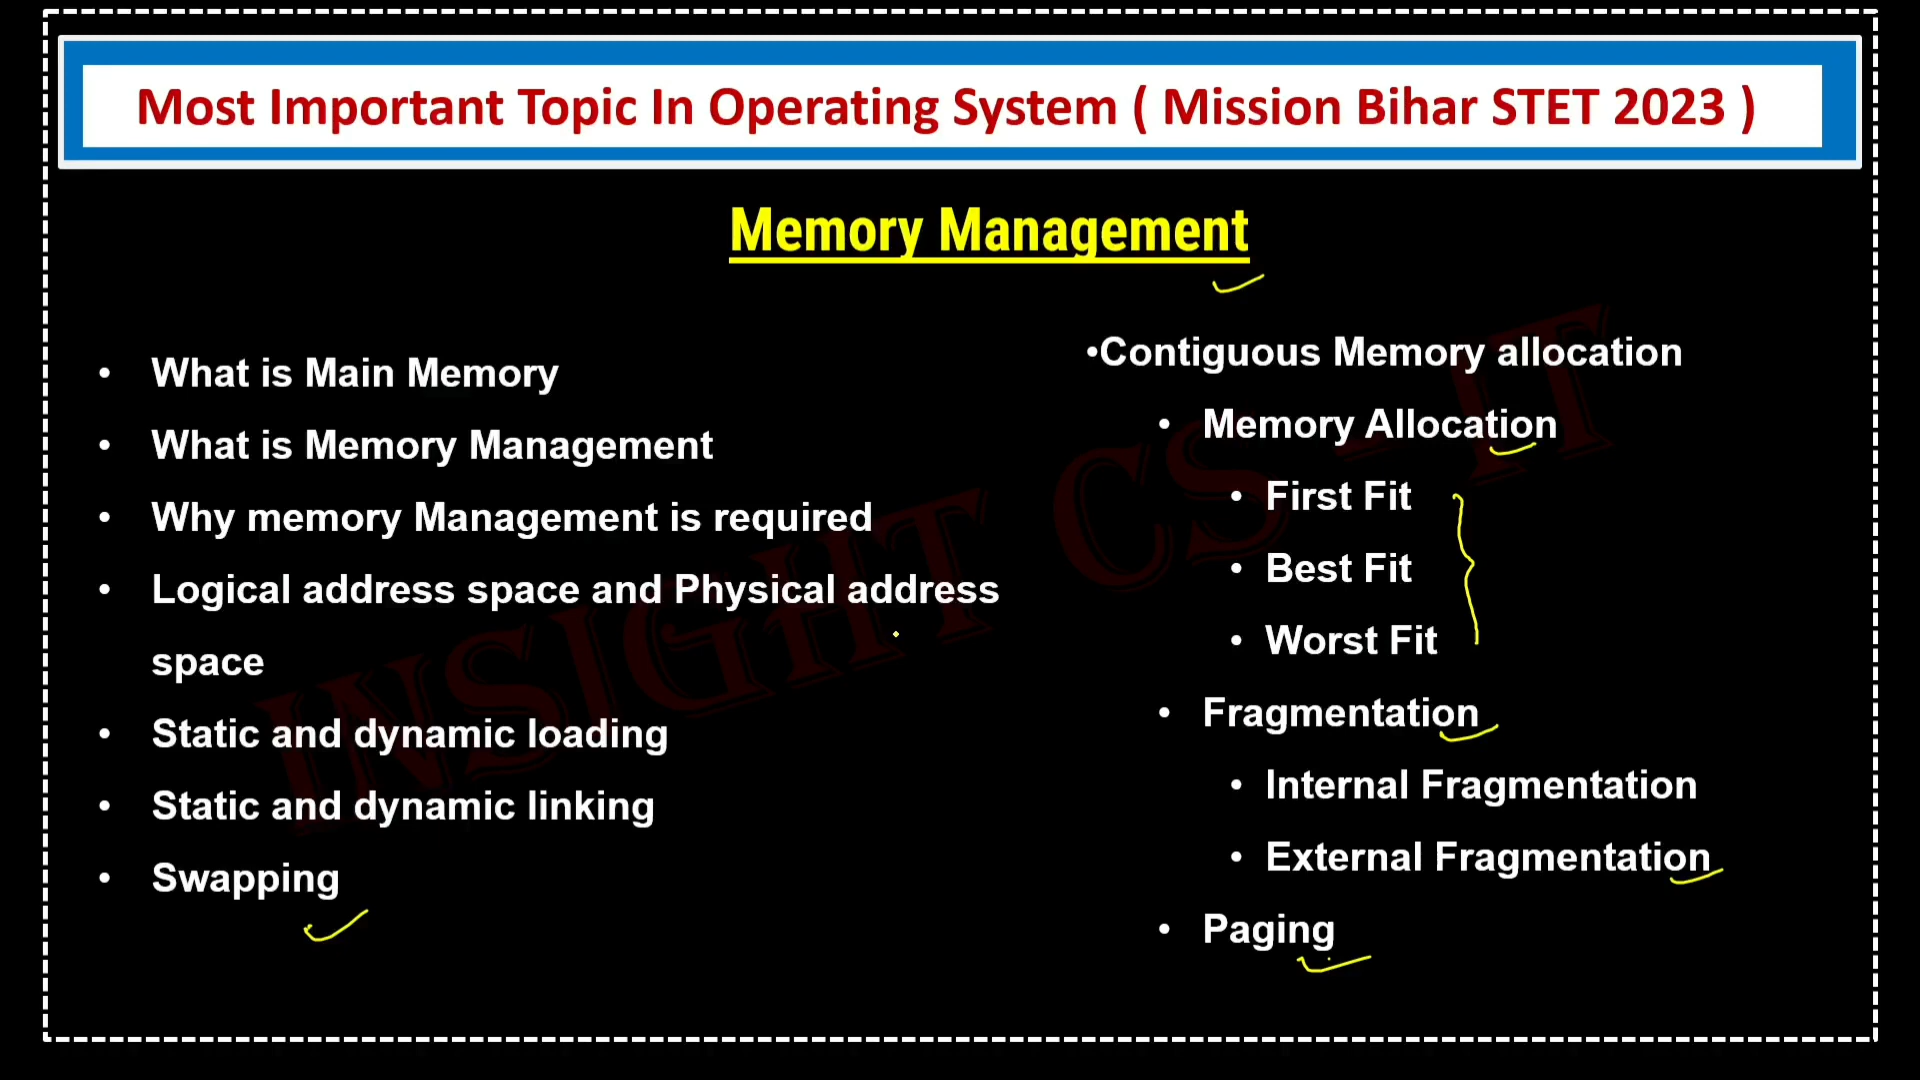 Most Important Topic In Operating System ( Mission Bihar STET 2023 )
Memory Management
• What is Main Memory
• What is Memory Management
• Why memory Management is required
• Logical address space and Physical address
space
• Static and dynamic loading
• Static and dynamic linking
• Swapping
•Contiguous Memory allocation
• Memory Allocation
• First Fit
• Best Fit
• Worst Fit
• Fragmentation
• Internal Fragmentation
• External Fragmentation
• Paging
INSIGHT CS - IT